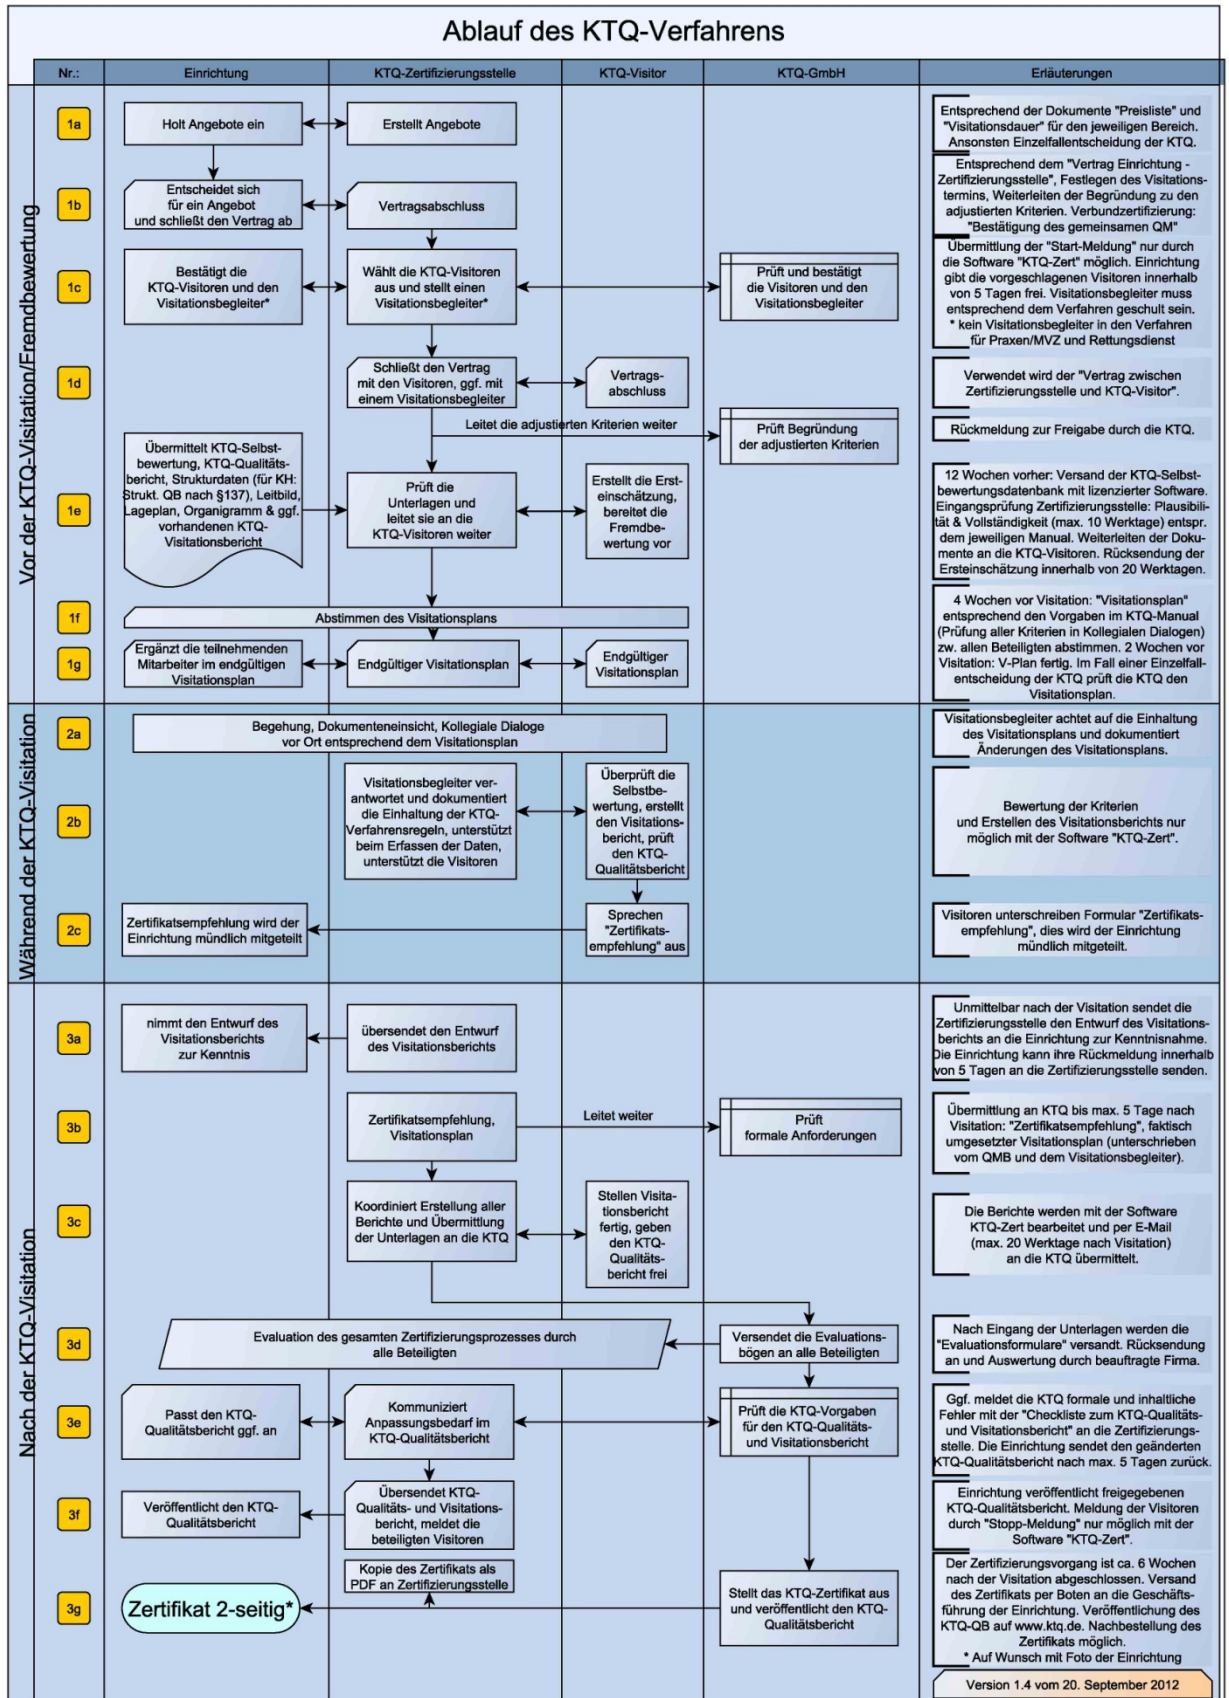 Ablauf des KTQ-Verfahrens
Nr.:
Einrichtung
KTQ-Zertifizierungsstelle
KTQ-Visitor
KTQ-GmbH
Erläuterungen
Vor der KTQ-Visitation/Fremdbewertung
1a
Holt Angebote ein
Erstellt Angebote
Entsprechend der Dokumente "Preisliste" und
"Visitationsdauer" für den jeweiligen Bereich.
Ansonsten Einzelfallentscheidung der KTQ.
1b
Entscheidet sich
für ein Angebot
und schließt den Vertrag ab
Vertragsabschluss
Entsprechend dem "Vertrag Einrichtung -
Zertifizierungsstelle", Festlegen des Visitations-
termins, Weiterleiten der Begründung zu den
adjustierten Kriterien. Verbundzertifizierung:
"Bestätigung des gemeinsamen QM"
1c
Bestätigt die
KTQ-Visitoren und den
Visitationsbegleiter*
Wählt die KTQ-Visitoren
aus und stellt einen
Visitationsbegleiter*
Prüft und bestätigt
die Visitoren und den
Visitationsbegleiter
Übermittlung der "Start-Meldung" nur durch
die Software "KTQ-Zert" möglich. Einrichtung
gibt die vorgeschlagenen Visitoren innerhalb
von 5 Tagen frei. Visitationsbegleiter muss
entsprechend dem Verfahren geschult sein.
* kein Visitationsbegleiter in den Verfahren
für Praxen/MVZ und Rettungsdienst
1d
Schließt den Vertrag
mit den Visitoren, ggf. mit
einem Visitationsbegleiter
Vertrags-
abschluss
Verwendet wird der "Vertrag zwischen
Zertifizierungsstelle und KTQ-Visitor".
Leitet die adjustierten Kriterien weiter
Prüft Begründung
der adjustierten Kriterien
Rückmeldung zur Freigabe durch die KTQ.
1e
Übermittelt KTQ-Selbst-
bewertung, KTQ-Qualitäts-
bericht, Strukturdaten (für KH:
Strukt. QB nach §137), Leitbild,
Lageplan, Organigramm & ggf.
vorhandenen KTQ-
Visitationsbericht
Prüft die
Unterlagen und
leitet sie an die
KTQ-Visitoren weiter
Erstellt die Erst-
einschätzung,
bereitet die
Fremdbe-
wertung vor
12 Wochen vorher: Versand der KTQ-Selbst-
bewertungsdatenbank mit lizenzierter Software.
Eingangsprüfung Zertifizierungsstelle: Plausibi-
lität & Vollständigkeit (max. 10 Werktage) entspr.
dem jeweiligen Manual. Weiterleiten der Doku-
mente an die KTQ-Visitoren. Rücksendung der
Ersteinschätzung innerhalb von 20 Werktagen.
1f
Abstimmen des Visitationsplans
4 Wochen vor Visitation: "Visitationsplan"
entsprechend den Vorgaben im KTQ-Manual
(Prüfung aller Kriterien in Kollegialen Dialogen)
zw. allen Beteiligten abstimmen. 2 Wochen vor
Visitation: V-Plan fertig. Im Fall einer Einzelfall-
entscheidung der KTQ prüft die KTQ den
Visitationsplan.
1g
Ergänzt die teilnehmenden
Mitarbeiter im endgültigen
Visitationsplan
Endgültiger Visitationsplan
Endgültiger
Visitationsplan
Während der KTQ-Visitation
2a
Begehung, Dokumenteneinsicht, Kollegiale Dialoge
vor Ort entsprechend dem Visitationsplan
Visitationsbegleiter achtet auf die Einhaltung
des Visitationsplans und dokumentiert
Änderungen des Visitationsplans.
2b
Visitationsbegleiter ver-
antwortet und dokumentiert
die Einhaltung der KTQ-
Verfahrensregeln, unterstützt
beim Erfassen der Daten,
unterstützt die Visitoren
Überprüft die
Selbstbe-
wertung, erstellt
den Visitations-
bericht, prüft
den KTQ-
Qualitätsbericht
Bewertung der Kriterien
und Erstellen des Visitationsberichts nur
möglich mit der Software "KTQ-Zert".
2c
Zertifikatsempfehlung wird der
Einrichtung mündlich mitgeteilt
Sprechen
"Zertifikats-
empfehlung" aus
Visitoren unterschreiben Formular "Zertifikats-
empfehlung", dies wird der Einrichtung
mündlich mitgeteilt.
Nach der KTQ-Visitation
3a
nimmt den Entwurf des
Visitationsberichts
zur Kenntnis
übersendet den Entwurf
des Visitationsberichts
Unmittelbar nach der Visitation sendet die
Zertifizierungsstelle den Entwurf des Visitations-
berichts an die Einrichtung zur Kenntnisnahme.
Die Einrichtung kann ihre Rückmeldung innerhalb
von 5 Tagen an die Zertifizierungsstelle senden.
3b
Zertifikatsempfehlung,
Visitationsplan
Leitet weiter
Prüft
formale Anforderungen
Übermittlung an KTQ bis max. 5 Tage nach
Visitation: "Zertifikatsempfehlung", faktisch
umgesetzter Visitationsplan (unterschrieben
vom QMB und dem Visitationsbegleiter).
3c
Koordiniert Erstellung aller
Berichte und Übermittlung
der Unterlagen an die KTQ
Stellen Visita-
tionsbericht
fertig, geben
den KTQ-
Qualitäts-
bericht frei
Die Berichte werden mit der Software
KTQ-Zert bearbeitet und per E-Mail
(max. 20 Werktage nach Visitation)
an die KTQ übermittelt.
3d
Evaluation des gesamten Zertifizierungsprozesses durch
alle Beteiligten
Versendet die Evaluations-
bögen an alle Beteiligten
Nach Eingang der Unterlagen werden die
"Evaluationsformulare" versandt. Rücksendung
an und Auswertung durch beauftragte Firma.
3e
Passt den KTQ-
Qualitätsbericht ggf. an
Kommuniziert
Anpassungsbedarf im
KTQ-Qualitätsbericht
Prüft die KTQ-Vorgaben
für den KTQ-Qualitäts-
und Visitationsbericht
Ggf. meldet die KTQ formale und inhaltliche
Fehler mit der "Checkliste zum KTQ-Qualitäts-
und Visitationsbericht" an die Zertifizierungs-
stelle. Die Einrichtung sendet den geänderten
KTQ-Qualitätsbericht nach max. 5 Tagen zurück.
3f
Veröffentlicht den KTQ-
Qualitätsbericht
Übersendet KTQ-
Qualitäts- und Visitations-
bericht, meldet die
beteiligten Visitoren
Einrichtung veröffentlicht freigegebenen
KTQ-Qualitätsbericht. Meldung der Visitoren
durch "Stopp-Meldung" nur möglich mit der
Software "KTQ-Zert".
3g
Zertifikat 2-seitig*
Kopie des Zertifikats als
PDF an Zertifizierungsstelle
Stellt das KTQ-Zertifikat aus
und veröffentlicht den KTQ-
Qualitätsbericht
Der Zertifizierungsvorgang ist ca. 6 Wochen
nach der Visitation abgeschlossen. Versand
des Zertifikats per Boten an die Geschäfts-
führung der Einrichtung. Veröffentlichung des
KTQ-QB auf www.ktq.de. Nachbestellung des
Zertifikats möglich.
* Auf Wunsch mit Foto der Einrichtung
Version 1.4 vom 20. September 2012